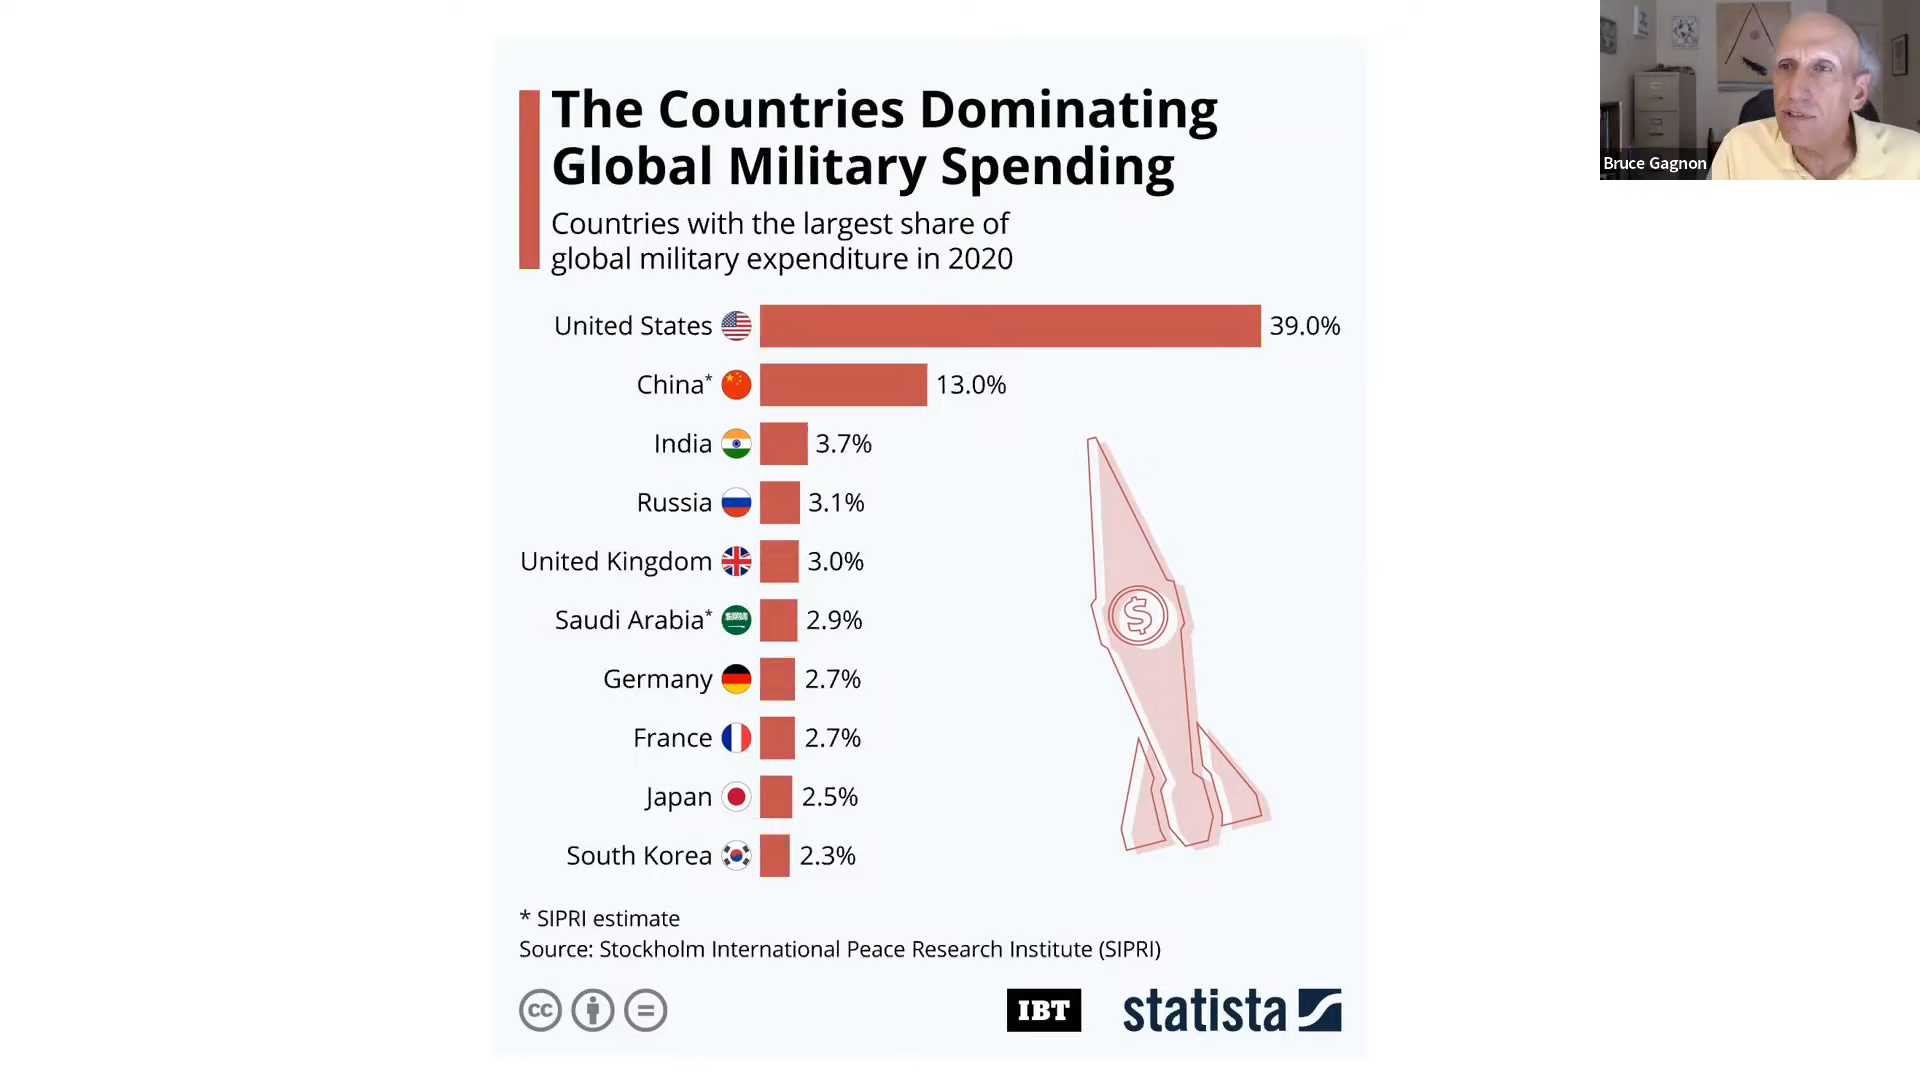 The Countries Dominating
Global Military Spending
Countries with the largest share of
global military expenditure in 2020
United States 39.0%
China* 13.0%
India 3.7%
Russia 3.1%
United Kingdom 3.0%
Saudi Arabia* 2.9%
Germany 2.7%
France 2.7%
Japan 2.5%
South Korea 2.3%
$
* SIPRI estimate
Source: Stockholm International Peace Research Institute (SIPRI)
cc = IBT statista
Bruce Gagnon